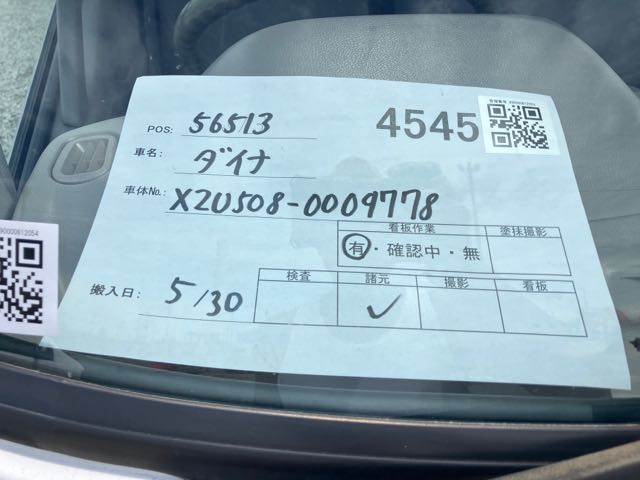 POS: 56513
4545
車名: ダイナ
車体No.: XZU508-0009778
看板作業 塗抹撮影
有・確認中・無
搬入日: 5/30
検査 諸元 撮影 看板
✓